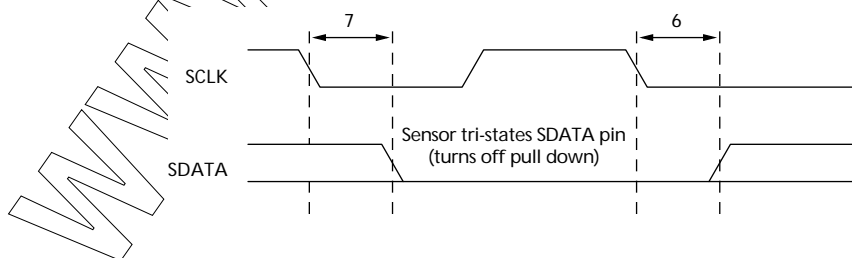 7
6
SCLK
Sensor tri-states SDATA pin
(turns off pull down)
SDATA